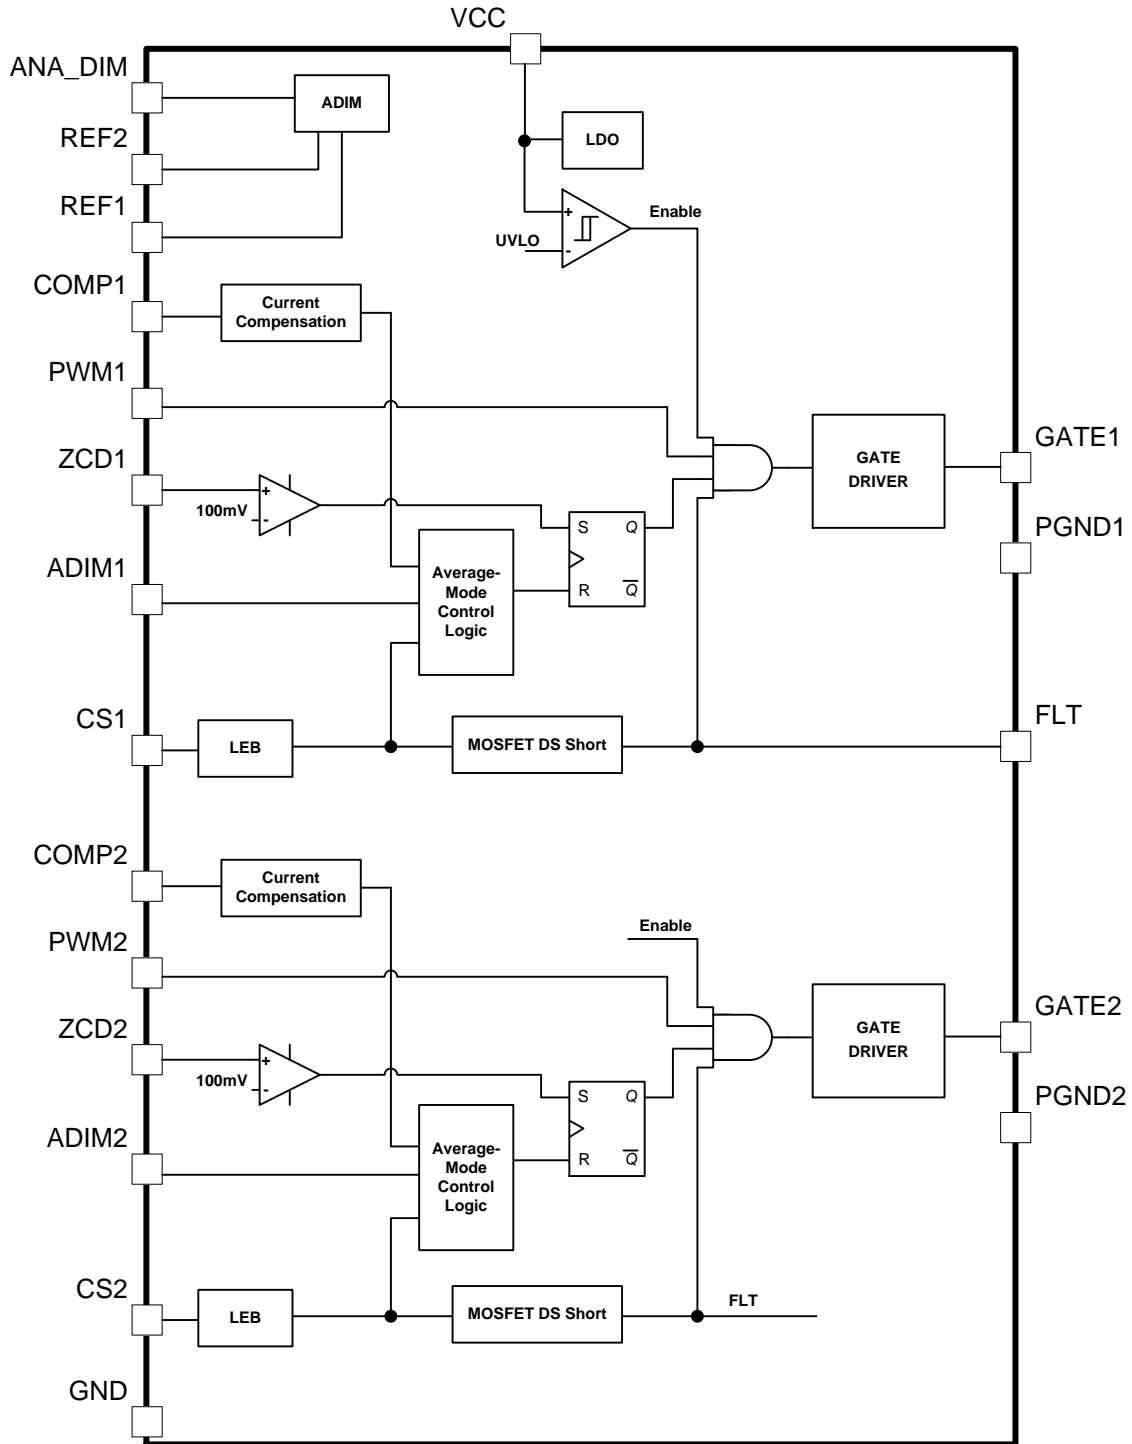 VCC
ANA_DIM
ADIM
REF2
LDO
REF1
+
Enable
UVLO
-
COMP1
Current
Compensation
PWM1
ZCD1
GATE1
GATE
DRIVER
+
100mV
-
S
Q
PGND1
ADIM1
Average-
Mode
Control
Logic
R
Q̅
CS1
FLT
LEB
MOSFET DS Short
COMP2
Current
Compensation
Enable
PWM2
ZCD2
GATE2
GATE
DRIVER
+
100mV
-
S
Q
PGND2
ADIM2
Average-
Mode
Control
Logic
R
Q̅
CS2
LEB
MOSFET DS Short
FLT
GND